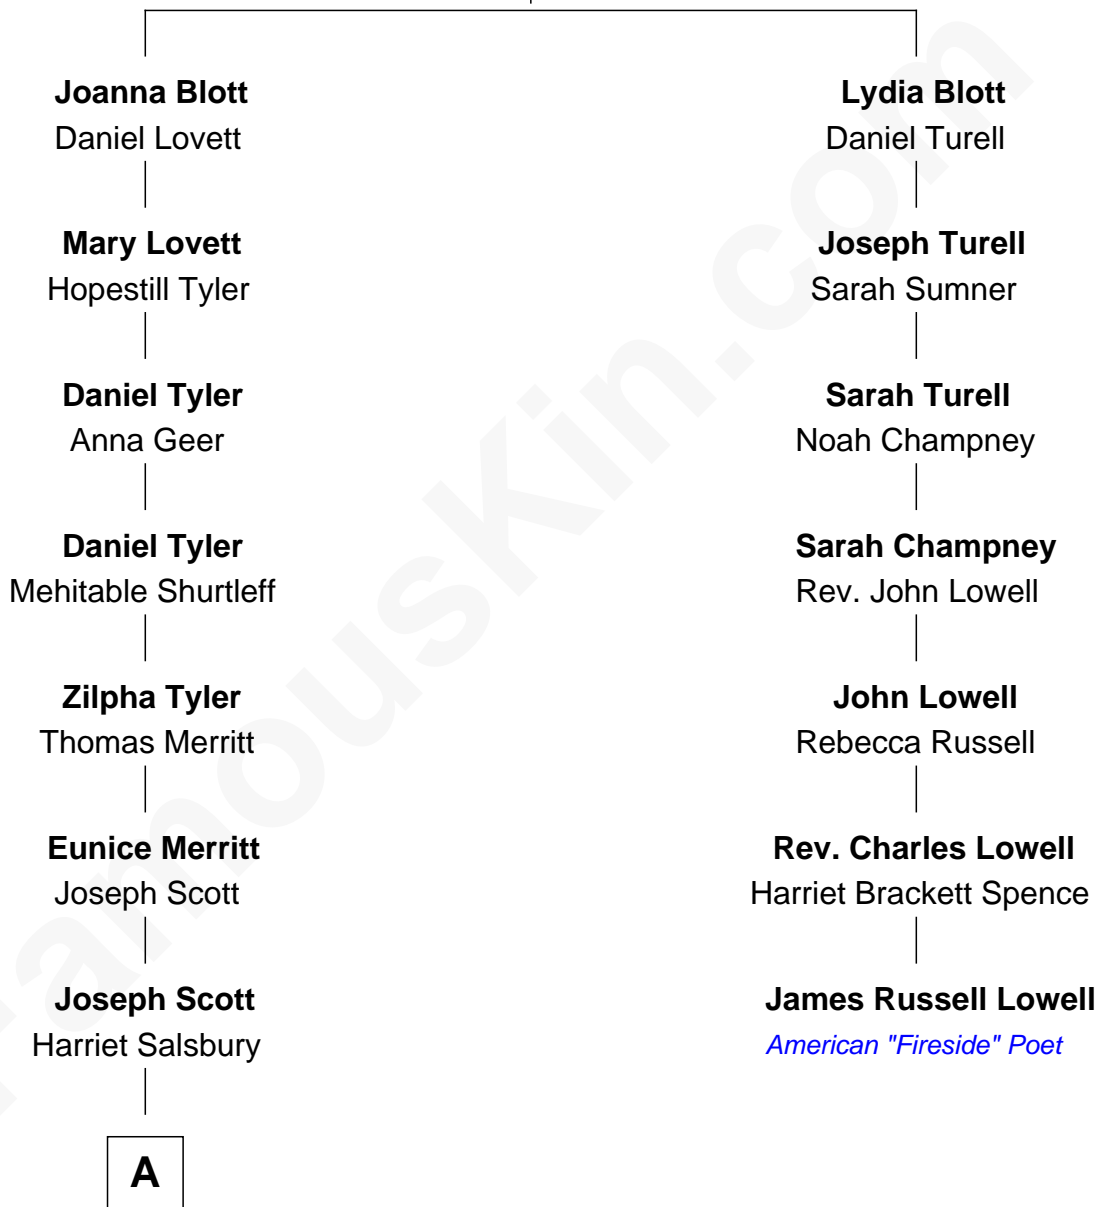 Joanna Blott
Daniel Lovett
Mary Lovett
Hopestill Tyler
Daniel Tyler
Anna Geer
Daniel Tyler
Mehitable Shurtleff
Zilpha Tyler
Thomas Merritt
Eunice Merritt
Joseph Scott
Joseph Scott
Harriet Salsbury
A
Lydia Blott
Daniel Turell
Joseph Turell
Sarah Sumner
Sarah Turell
Noah Champney
Sarah Champney
Rev. John Lowell
John Lowell
Rebecca Russell
Rev. Charles Lowell
Harriet Brackett Spence
James Russell Lowell
American "Fireside" Poet
FamousKin.com